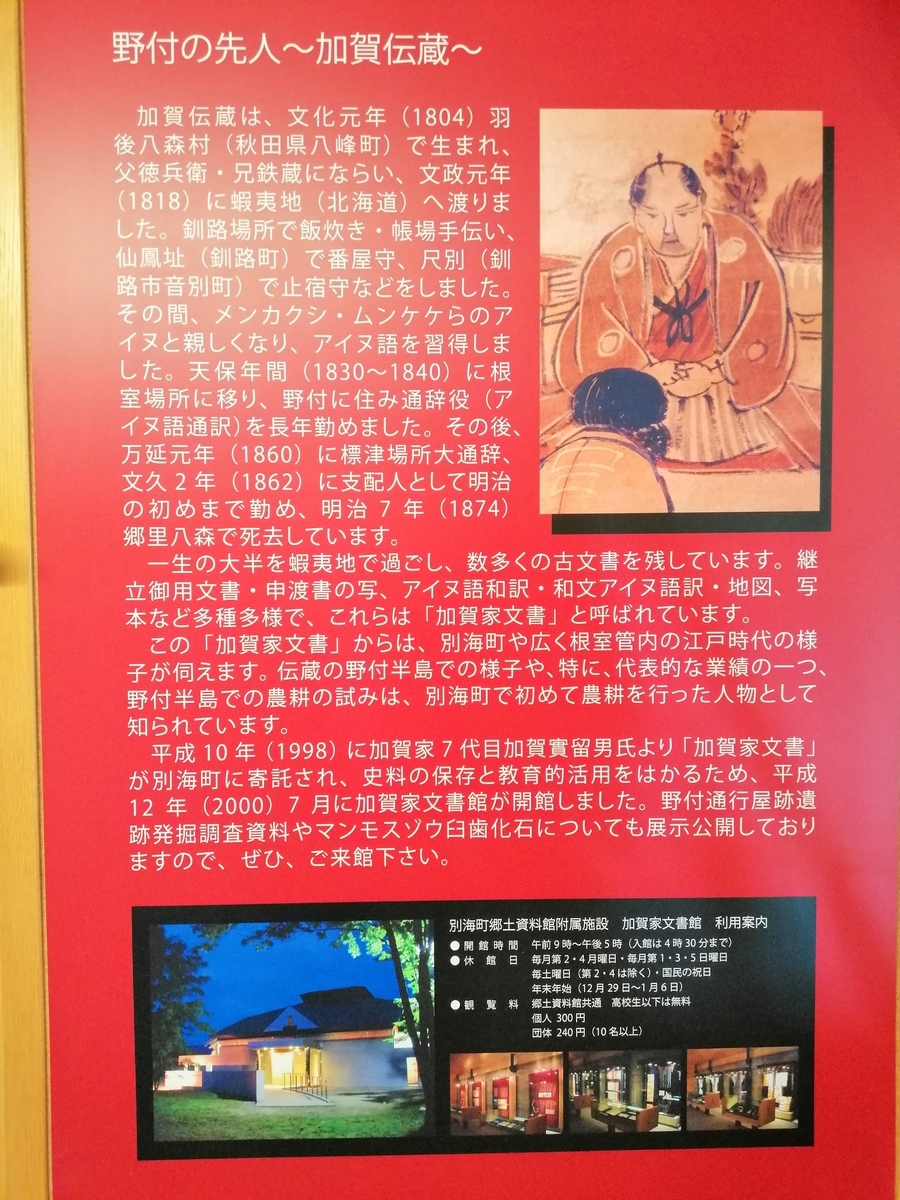 野付の先人～加賀伝蔵～
加賀伝蔵は、文化元年（1804）羽
後八森村（秋田県八峰町）で生まれ、
父徳兵衛・兄鉄蔵にならい、文政元年
（1818）に蝦夷地（北海道）へ渡りま
した。釧路場所で飯炊き・帳場手伝い、
仙鳳址（釧路町）で番屋守、尺別（釧
路市音別町）で止宿守などをしました。
その間、メンカクシ・ムンケケらのア
イヌと親しくなり、アイヌ語を習得しま
した。天保年間（1830～1840）に根
室場所に移り、野付に住み通辞役（ア
イヌ語通訳）を長年勤めました。その後、
万延元年（1860）に標津場所大通辞、
文久2年（1862）に支配人として明治
の初めまで勤め、明治7年（1874）
郷里八森で死去しています。
一生の大半を蝦夷地で過ごし、数多くの古文書を残しています。継
立御用文書・申渡書の写、アイヌ語和訳・和文アイヌ語訳・地図、写
本など多種多様で、これらは「加賀家文書」と呼ばれています。
この「加賀家文書」からは、別海町や広く根室管内の江戸時代の様
子が伺えます。伝蔵の野付半島での様子や、特に、代表的な業績の一つ、
野付半島での農耕の試みは、別海町で初めて農耕を行った人物として
知られています。
平成10年（1998）に加賀家7代目加賀實留男氏より「加賀家文書」
が別海町に寄託され、史料の保存と教育的活用をはかるため、平成
12年（2000）7月に加賀家文書館が開館しました。野付通行屋跡遺
跡発掘調査資料やマンモスゾウ臼歯化石についても展示公開しており
ますので、ぜひ、ご来館下さい。
別海町郷土資料館附属施設　加賀家文書館　利用案内
●開館時間　午前9時～午後5時（入館は4時30分まで）
●休館日　毎月第2・4月曜日・毎月第1・3・5日曜日
毎土曜日（第2・4は除く）・国民の祝日
年末年始（12月29日～1月6日）
●観覧料　郷土資料館共通　高校生以下は無料
個人 300円
団体 240円（10名以上）